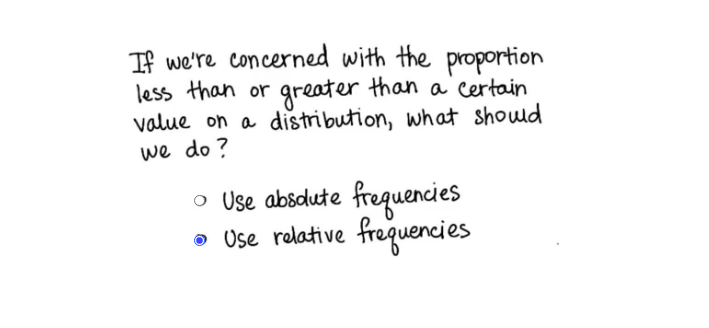 If we're concerned with the proportion
less than or greater than a certain
value on a distribution, what should
we do?
Use absolute frequencies
Use relative frequencies